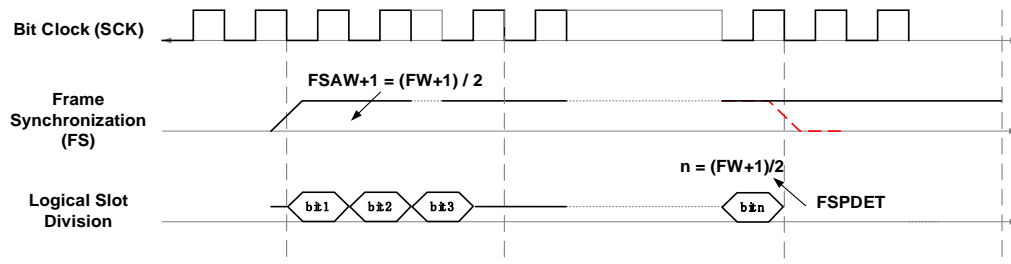 Bit Clock (SCK)
FSAW+1 = (FW+1) / 2
Frame
Synchronization
(FS)
n = (FW+1)/2
Logical Slot
Division
bit1
bit2
bit3
bitn
FSPDET